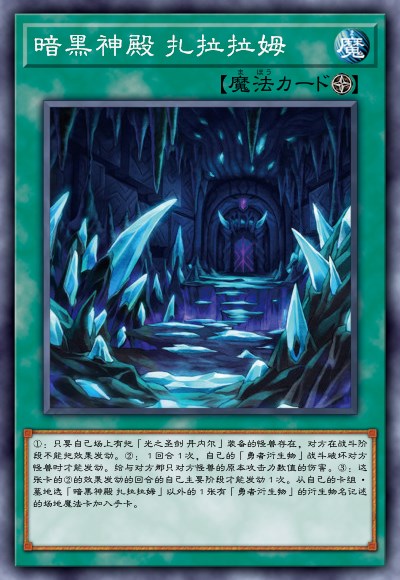 暗黑神殿 扎拉拉姆
魔
【魔法カード】
まほう
①:只要自己场上有把「光之圣剑 丹内尔」装备的怪兽存在,对方在战斗阶
段不能把效果发动。②:1回合1次,自己的「勇者衍生物」战斗破坏对方
怪兽时才能发动。给与对方那只对方怪兽的原本攻击力数值的伤害。③:这
张卡的②的效果发动的回合的自己主要阶段才能发动1次。从自己的卡组·
墓地选「暗黑神殿 扎拉拉姆」以外的1张有「勇者衍生物」的衍生物名记述
的场地魔法卡加入手卡。